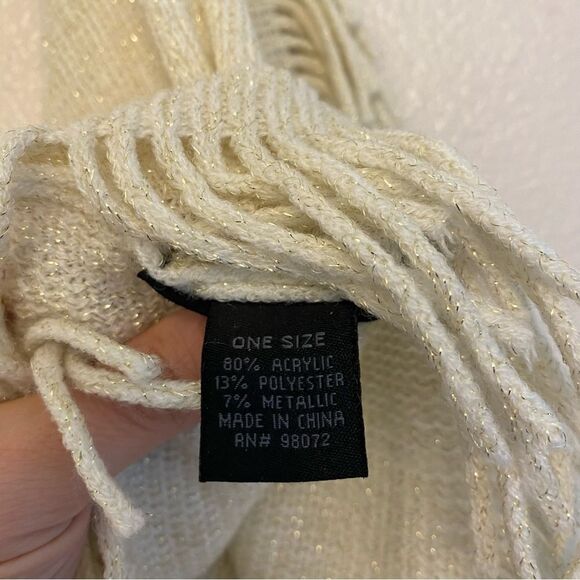 ONE SIZE
80% ACRYLIC
13% POLYESTER
7% METALLIC
MADE IN CHINA
RN# 98072